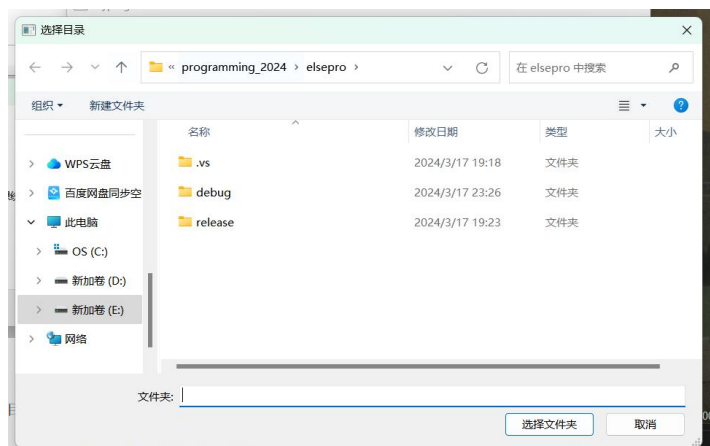 选择目录
« programming_2024 › elsepro ›
在 elsepro 中搜索
组织 新建文件夹
名称 修改日期 类型 大小
.vs 2024/3/17 19:18 文件夹
debug 2024/3/17 23:26 文件夹
release 2024/3/17 19:23 文件夹
WPS云盘
百度网盘同步空
此电脑
OS (C:)
新加卷 (D:)
新加卷 (E:)
网络
文件夹:
选择文件夹 取消